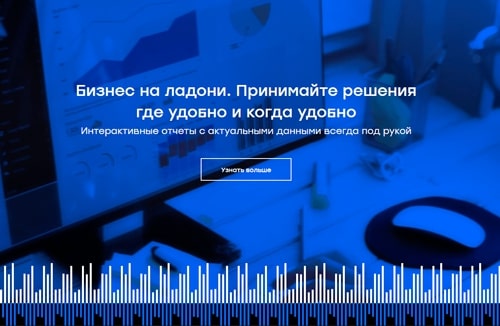 Бизнес на ладони. Принимайте решения
где удобно и когда удобно
Интерактивные отчеты с актуальными данными всегда под рукой
Узнать больше